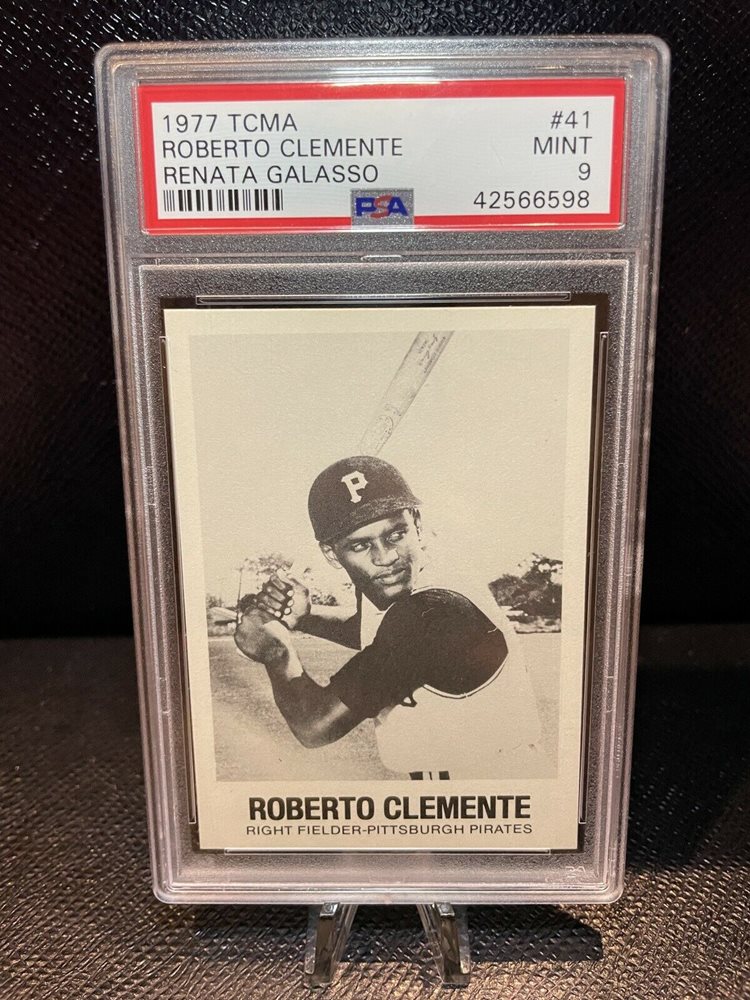 1977 TCMA #41
ROBERTO CLEMENTE MINT
RENATA GALASSO 9
PSA 42566598
P
ROBERTO CLEMENTE
RIGHT FIELDER-PITTSBURGH PIRATES